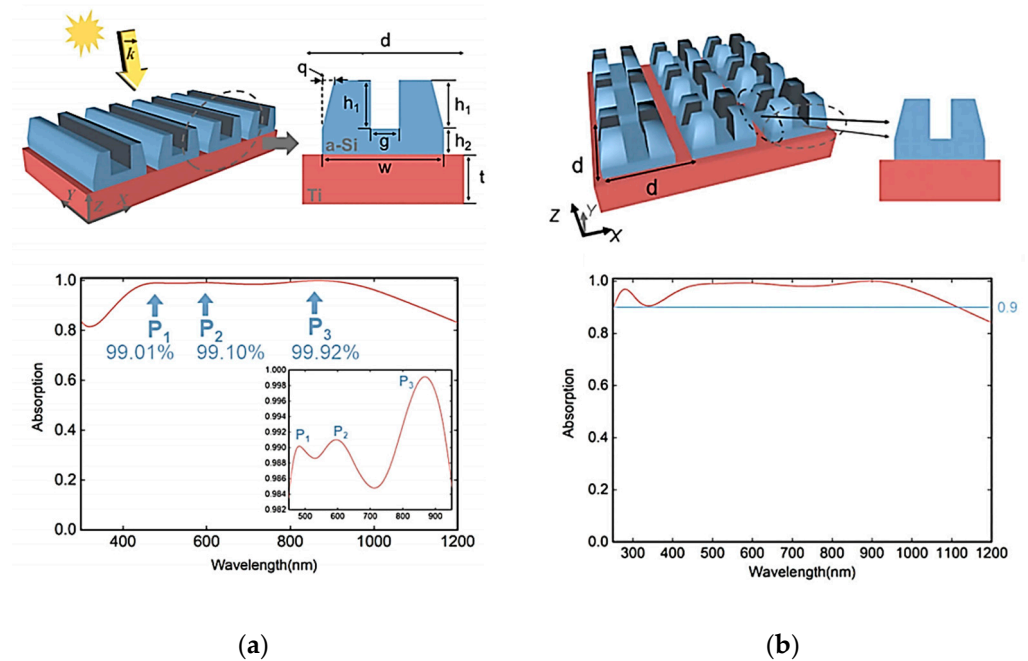 a.
k
Y
Z
X
d
q
h1
h1
g
h2
a-Si
w
t
Ti
1.0
0.8
0.6
0.4
0.2
0.0
Absorption
P1
P2
P3
99.01%
99.10%
99.92%
1.000
0.998
0.996
0.994
0.992
0.990
0.988
0.986
0.984
0.982
P1
P2
P3
500
600
700
800
900
400
600
800
1000
1200
Wavelength(nm)
(a)
b.
d
d
Z
Y
X
1.0
0.8
0.6
0.4
0.2
0.0
Absorption
0.9
300
400
500
600
700
800
900
1000
1100
1200
Wavelength(nm)
(b)